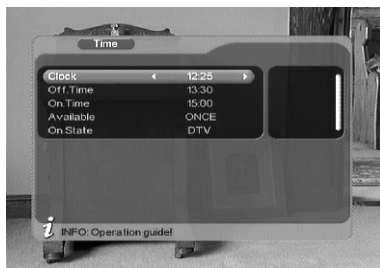 Time
Clock 12:25
Off.Time 13:30
On.Time 15:00
Available ONCE
On.State DTV
i INFO: Operation guide!